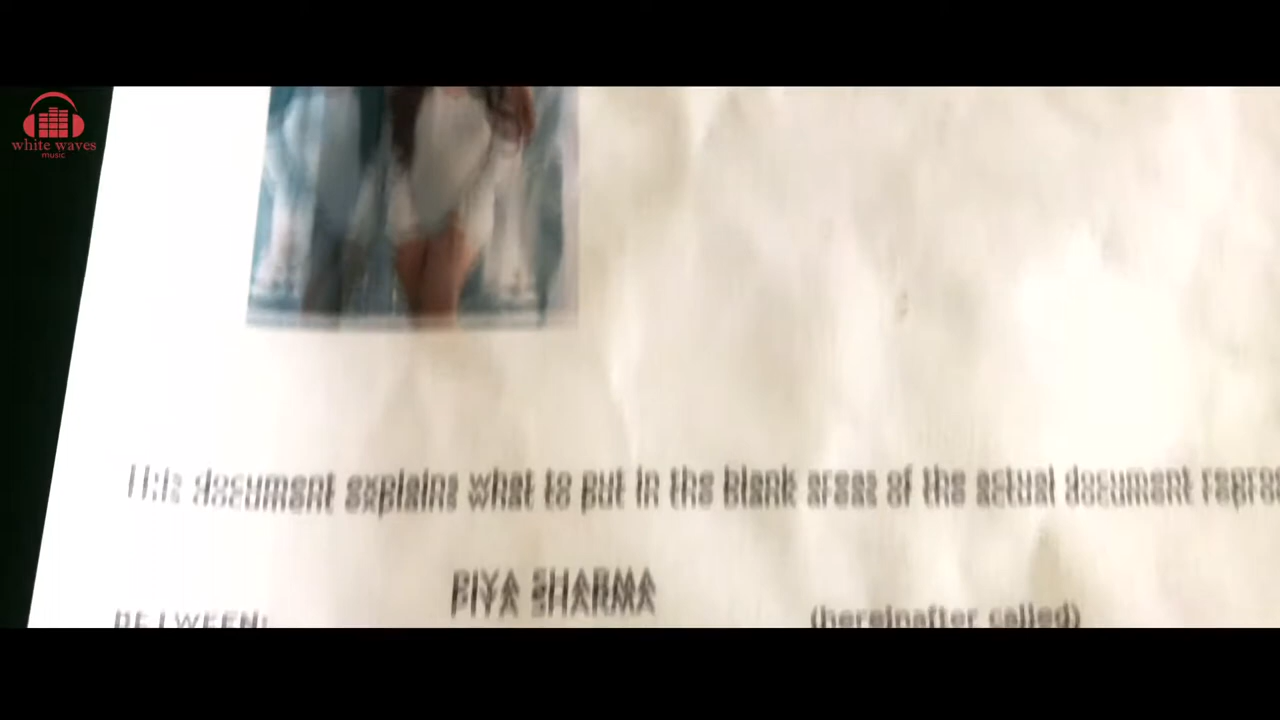 white waves
music
This document explains what to put in the blank areas of the actual document
PIYA SHARMA
BETWEEN:
(hereinafter called)